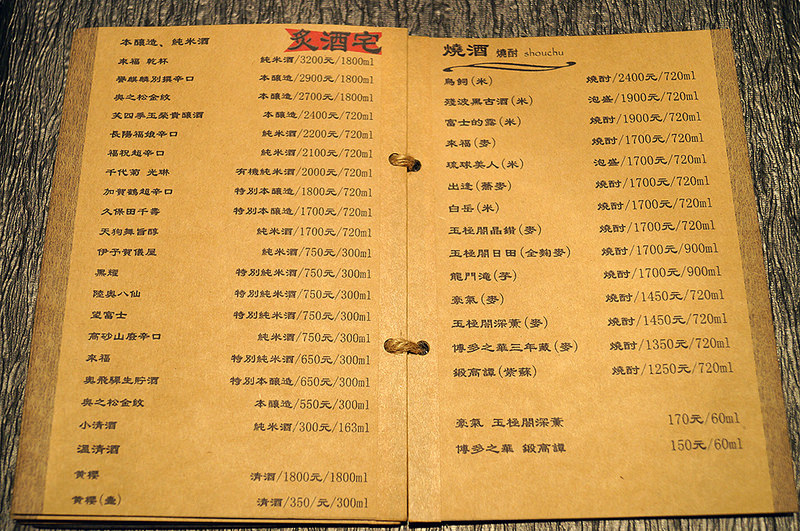 本釀造、純米酒
炙酒宅
來福 乾杯 純米酒/3200元/1800ml
譽麒麟別撰辛口 本釀造/2900元/1800ml
奧之松金紋 本釀造/2700元/1800ml
芙四季玉榮貴釀酒 本釀造/2400元/720ml
長陽福娘辛口 純米酒/2200元/720ml
福祝超辛口 純米酒/2100元/720ml
千代菊 光琳 有機純米酒/2000元/720ml
加賀鶴超辛口 特別本釀造/1800元/720ml
久保田千壽 特別本釀造/1700元/720ml
天狗舞旨醇 純米酒/1700元/720ml
伊予賀儀屋 純米酒/750元/300ml
黑耀 特別純米酒/750元/300ml
陸奧八仙 特別純米酒/750元/300ml
望富士 特別純米酒/750元/300ml
高砂山廢辛口 純米酒/750元/300ml
來福 特別純米酒/650元/300ml
奧飛驒生貯酒 特別本釀造/650元/300ml
奧之松金紋 本釀造/550元/300ml
小清酒 純米酒/300元/163ml
溫清酒
黄櫻 清酒/1800元/1800ml
黄櫻(壺) 清酒/350/元/300ml
燒酒 燒酎 shouchu
鳥飼(米) 燒酎/2400元/720ml
殘波黑古酒(米) 泡盛/1900元/720ml
富士的露(米) 燒酎/1900元/720ml
來福(麥) 燒酎/1700元/720ml
琉球美人(米) 泡盛/1700元/720ml
出逢(蕎麥) 燒酎/1700元/720ml
白岳(米) 燒酎/1700元/720ml
玉極閣晶鑽(麥) 燒酎/1700元/720ml
玉極閣日田(全麴麥) 燒酎/1700元/900ml
龍門滝(芋) 燒酎/1700元/900ml
豪氣(麥) 燒酎/1450元/720ml
玉極閣深薰(麥) 燒酎/1450元/720ml
博多之華三年藏(麥) 燒酎/1350元/720ml
鍛高譚(紫蘇) 燒酎/1250元/720ml
豪氣 玉極閣深薰 170元/60ml
博多之華 鍛高譚 150元/60ml